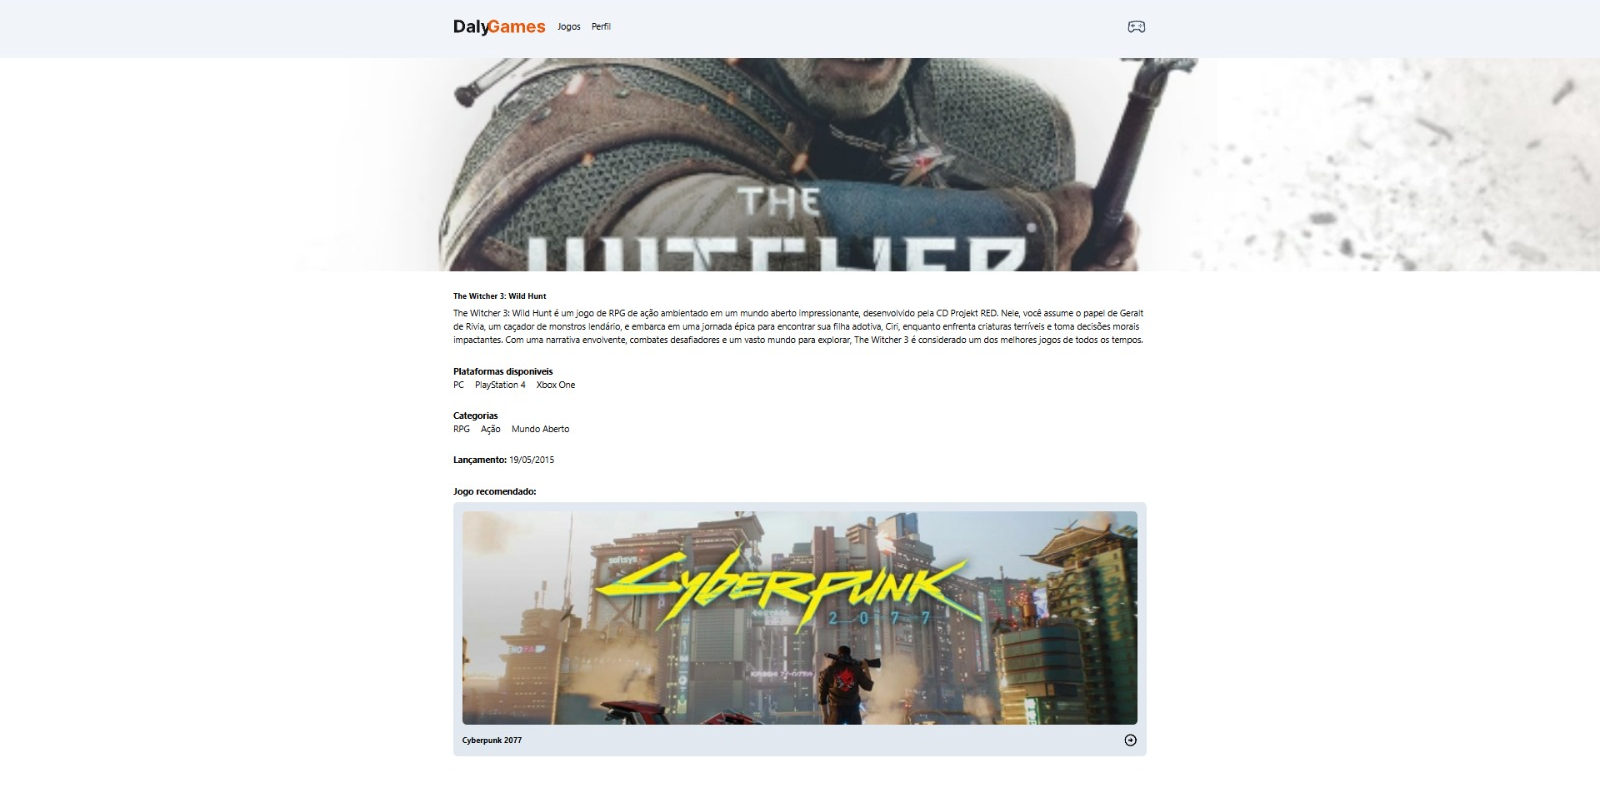 DalyGames Jogos Perfil
THE
WITCHER
The Witcher 3: Wild Hunt
The Witcher 3: Wild Hunt é um jogo de RPG de ação ambientado em um mundo aberto impressionante, desenvolvido pela CD Projekt RED. Nele, você assume o papel de Geralt
de Rivia, um caçador de monstros lendário, e embarca em uma jornada épica para encontrar sua filha adotiva, Ciri, enquanto enfrenta criaturas terríveis e toma decisões morais
impactantes. Com uma narrativa envolvente, combates desafiadores e um vasto mundo para explorar, The Witcher 3 é considerado um dos melhores jogos de todos os tempos.
Plataformas disponiveis
PC PlayStation 4 Xbox One
Categorias
RPG Ação Mundo Aberto
Lançamento: 19/05/2015
Jogo recomendado:
Cyberpunk
2077
Cyberpunk 2077